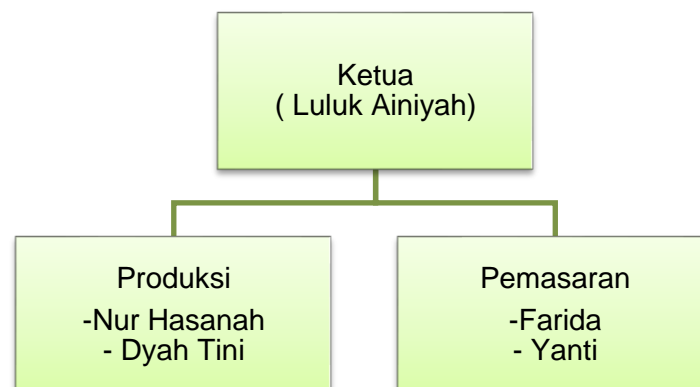 Ketua
( Luluk Ainiyah)
Produksi
-Nur Hasanah
- Dyah Tini
Pemasaran
-Farida
- Yanti